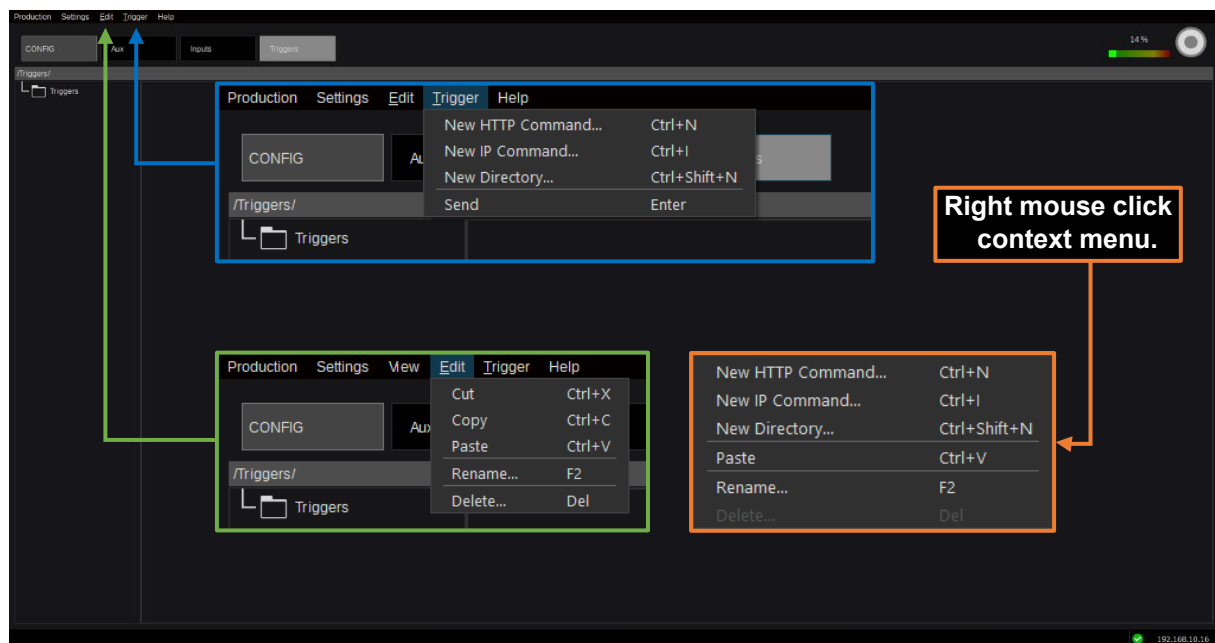 Production Settings Edit Trigger Help
CONFIG Aux Inputs Triggers 14%
/Triggers/
Triggers
Production Settings Edit Trigger Help
New HTTP Command... Ctrl+N
CONFIG Au New IP Command... Ctrl+I s
New Directory... Ctrl+Shift+N
/Triggers/ Send Enter
Triggers
Right mouse click
context menu.
Production Settings View Edit Trigger Help
Cut Ctrl+X
CONFIG Aux Copy Ctrl+C
Paste Ctrl+V
/Triggers/ Rename... F2
Triggers Delete... Del
New HTTP Command... Ctrl+N
New IP Command... Ctrl+I
New Directory... Ctrl+Shift+N
Paste Ctrl+V
Rename... F2
Delete... Del
192.168.10.16